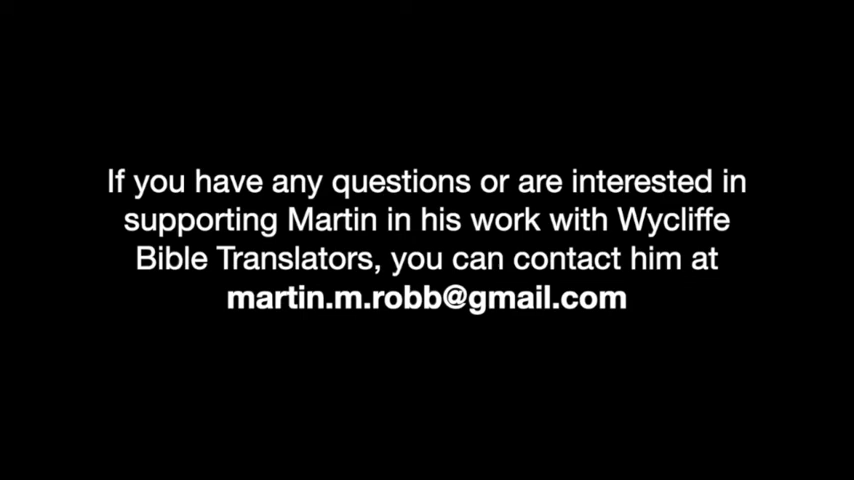 If you have any questions or are interested in
supporting Martin in his work with Wycliffe
Bible Translators, you can contact him at
martin.m.robb@gmail.com